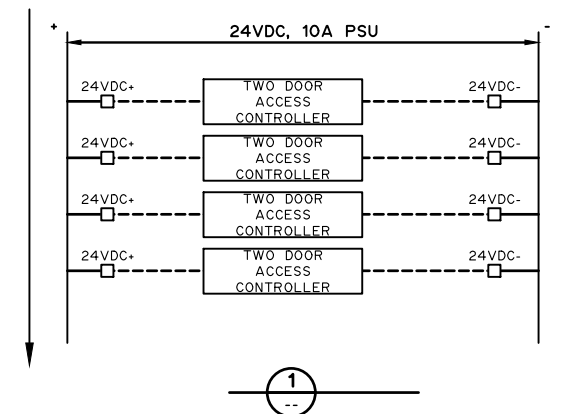 + 24VDC, 10A PSU -
24VDC+ TWO DOOR 24VDC-
ACCESS
CONTROLLER
24VDC+ TWO DOOR 24VDC-
ACCESS
CONTROLLER
24VDC+ TWO DOOR 24VDC-
ACCESS
CONTROLLER
24VDC+ TWO DOOR 24VDC-
ACCESS
CONTROLLER
1
--